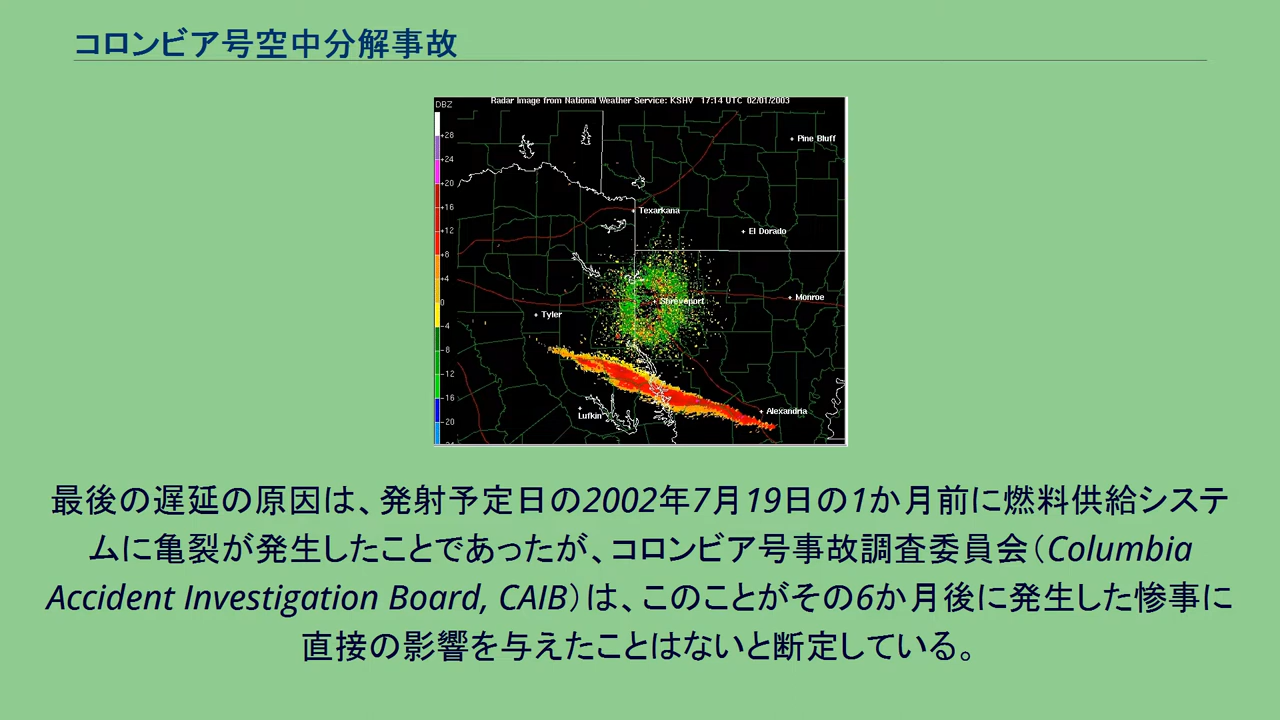 コロンビア号空中分解事故
Radar Image from National Weather Service: KSHV 17:14 UTC 02/01/2003
DBZ
+28
+24
+20
+16
+12
+8
+4
0
-4
-8
-12
-16
-20
Pine Bluff
Texarkana
El Dorado
Shreveport
Monroe
Tyler
Lufkin
Alexandria
最後の遅延の原因は、発射予定日の2002年7月19日の1か月前に燃料供給システ
ムに亀裂が発生したことであったが、コロンビア号事故調査委員会（Columbia
Accident Investigation Board, CAIB）は、このことがその6か月後に発生した惨事に
直接の影響を与えたことはないと断定している。